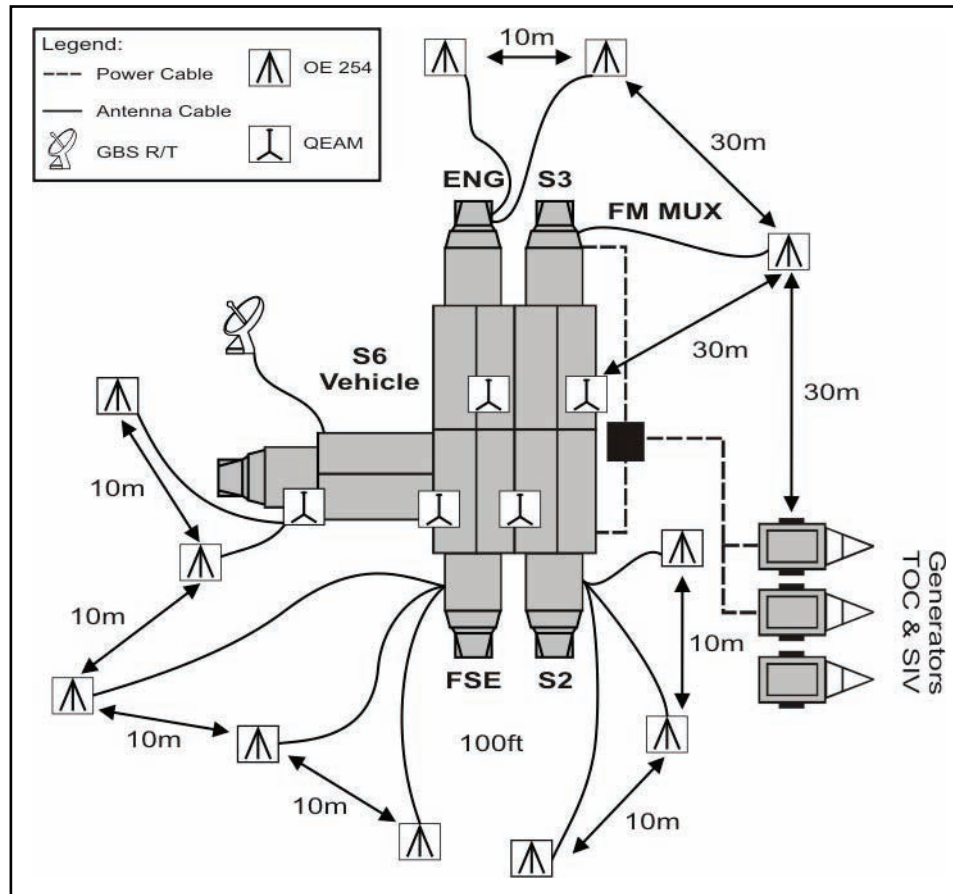 Legend:
Power Cable
OE 254
Antenna Cable
GBS R/T
QEAM
10m
30m
ENG
S3
FM MUX
30m
30m
S6
Vehicle
10m
10m
10m
10m
FSE
S2
100ft
10m
10m
Generators
TOC & SIV